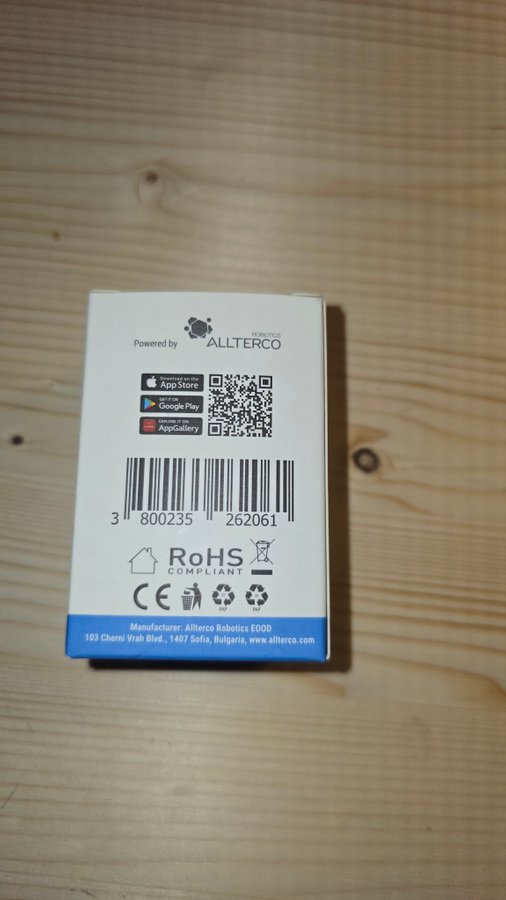 Powered by
ROBOTICS
ALLTERCO
Download on the
App Store
GET IT ON
Google Play
EXPLORE IT ON
AppGallery
3 800235 262061
RoHS
COMPLIANT
CE
PAP
PAP
Manufacturer: Allterco Robotics EOOD
103 Cherni Vrah Blvd., 1407 Sofia, Bulgaria, www.allterco.com